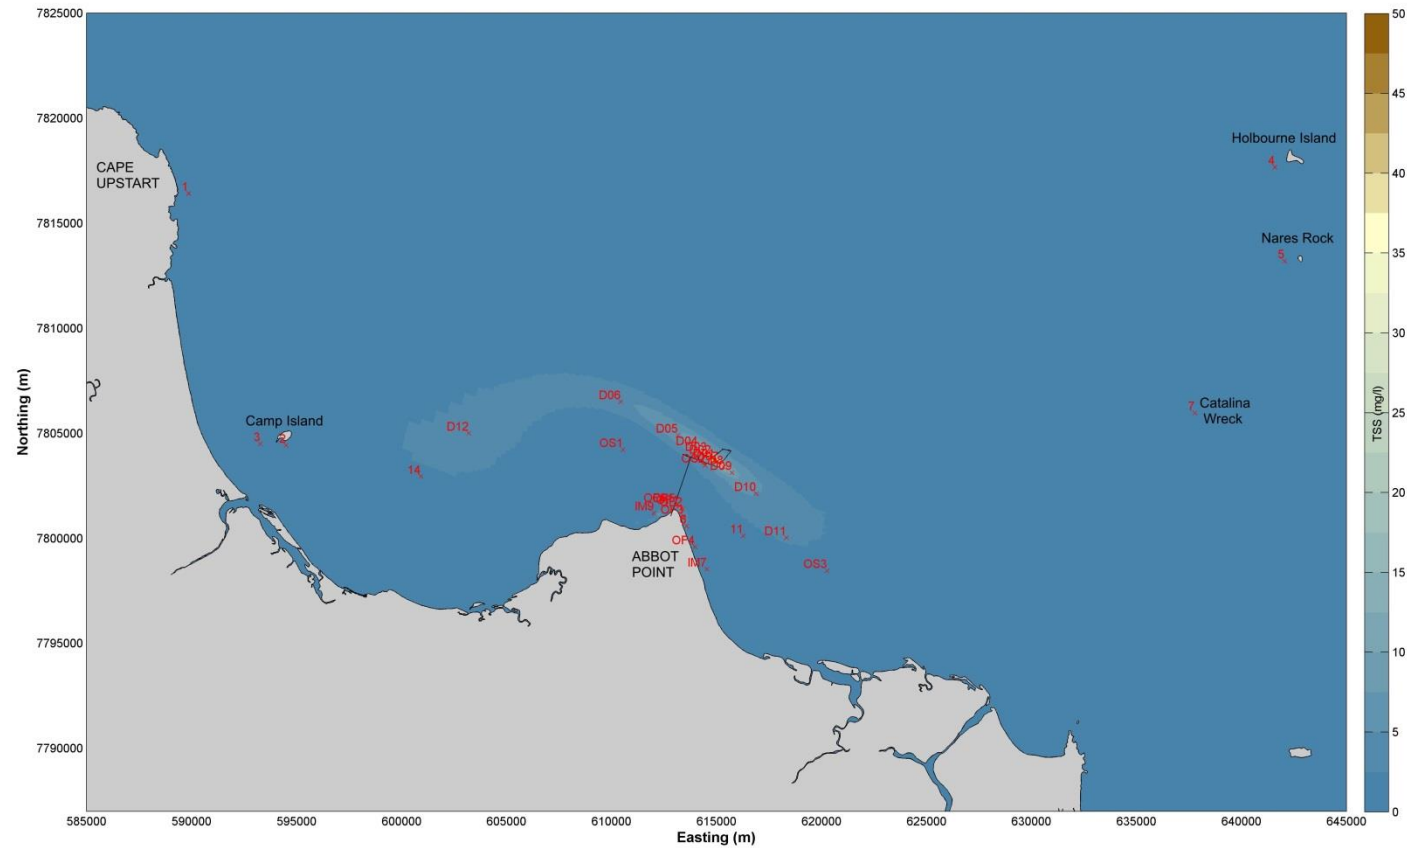 7825000
50
7820000
45
Holbourne Island
4
CAPE
UPSTART
1
40
7815000
Nares Rock
5
35
7810000
30
D06
7
Catalina
Wreck
TSS (mg/l)
Northing (m)
Camp Island
D12
D05
3
2
7805000
OS1
D04
25
14
D09
D10
20
IM9
11
D11
7800000
OF4
ABBOT
POINT
IM7
OS3
15
7795000
10
7790000
5
0
585000 590000 595000 600000 605000 610000 615000 620000 625000 630000 635000 640000 645000
Easting (m)